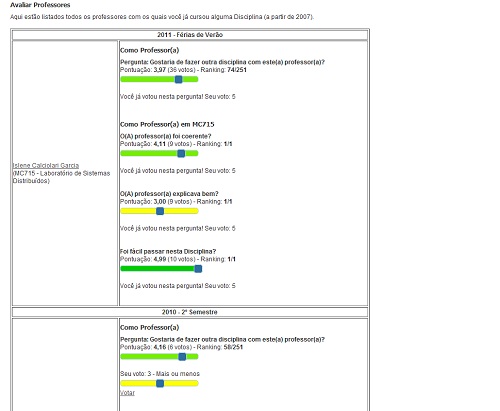 Avaliar Professores
Aqui estão listados todos os professores com os quais você já cursou alguma Disciplina (a partir de 2007).
2011 - Férias de Verão
Islene Calciolari Garcia
(MC715 - Laboratório de Sistemas
Distribuídos)
Como Professor(a)
Pergunta: Gostaria de fazer outra disciplina com este(a) professor(a)?
Pontuação: 3,97 (36 votos) - Ranking: 74/251
Você já votou nesta pergunta! Seu voto: 5
Como Professor(a) em MC715
O(A) professor(a) foi coerente?
Pontuação: 4,11 (9 votos) - Ranking: 1/1
Você já votou nesta pergunta! Seu voto: 5
O(A) professor(a) explicava bem?
Pontuação: 3,00 (9 votos) - Ranking: 1/1
Você já votou nesta pergunta! Seu voto: 5
Foi fácil passar nesta Disciplina?
Pontuação: 4,99 (10 votos) - Ranking: 1/1
Você já votou nesta pergunta! Seu voto: 5
2010 - 2º Semestre
Como Professor(a)
Pergunta: Gostaria de fazer outra disciplina com este(a) professor(a)?
Pontuação: 4,16 (6 votos) - Ranking: 58/251
Seu voto: 3 - Mais ou menos
Votar